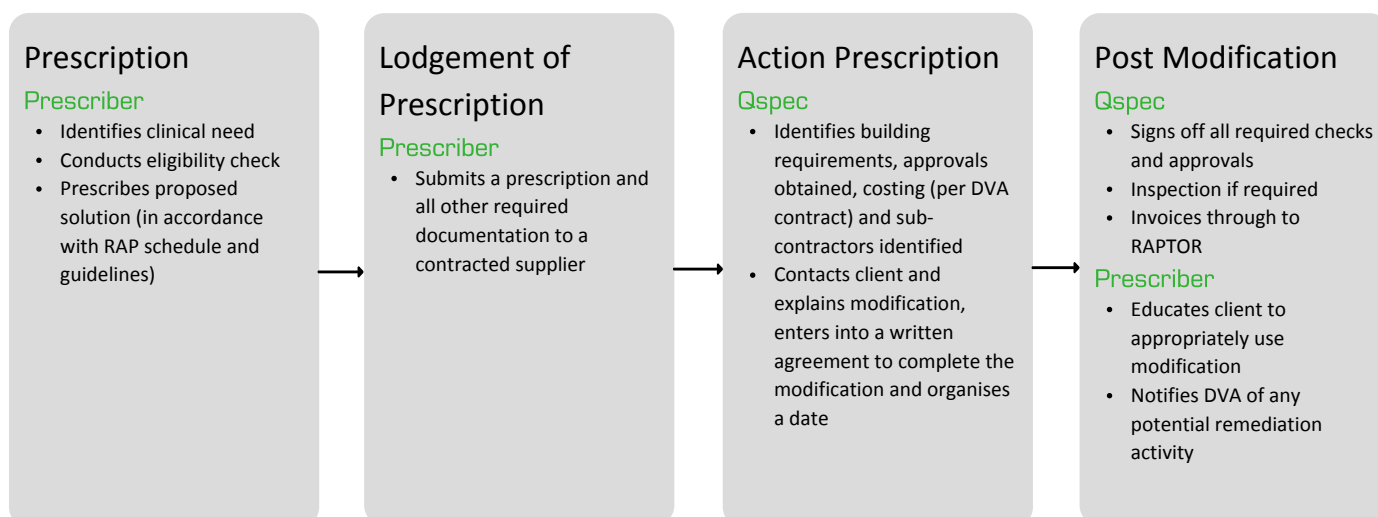 Prescription
Prescriber
• Identifies clinical need
• Conducts eligibility check
• Prescribes proposed
solution (in accordance
with RAP schedule and
guidelines)
Lodgement of
Prescription
Prescriber
• Submits a prescription and
all other required
documentation to a
contracted supplier
Action Prescription
Qspec
• Identifies building
requirements, approvals
obtained, costing (per DVA
contract) and sub-
contractors identified
• Contacts client and
explains modification,
enters into a written
agreement to complete the
modification and organises
a date
Post Modification
Qspec
• Signs off all required checks
and approvals
• Inspection if required
• Invoices through to
RAPTOR
Prescriber
• Educates client to
appropriately use
modification
• Notifies DVA of any
potential remediation
activity